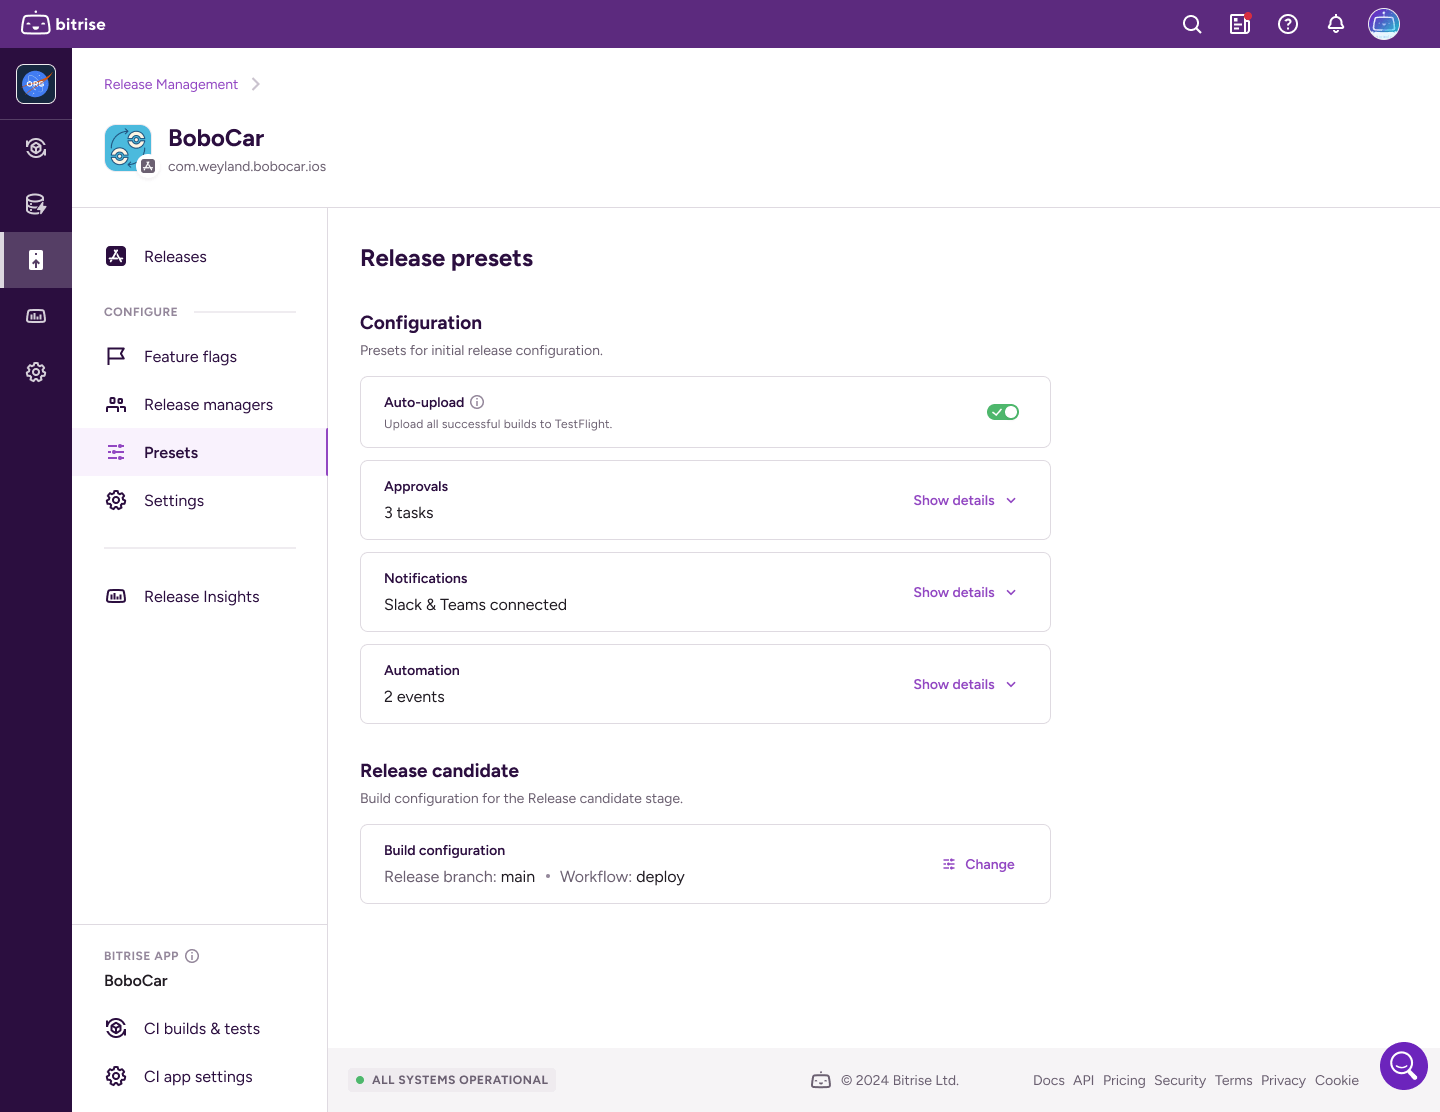 bitrise
ORG
Release Management
BoboCar
com.weyland.bobocar.ios
Releases
CONFIGURE
Feature flags
Release managers
Presets
Settings
Release Insights
BITRISE APP
BoboCar
CI builds & tests
CI app settings
Release presets
Configuration
Presets for initial release configuration.
Auto-upload
Upload all successful builds to TestFlight.
Approvals
3 tasks
Show details
Notifications
Slack & Teams connected
Show details
Automation
2 events
Show details
Release candidate
Build configuration for the Release candidate stage.
Build configuration
Release branch: main • Workflow: deploy
Change
ALL SYSTEMS OPERATIONAL
© 2024 Bitrise Ltd.
Docs API Pricing Security Terms Privacy Cookie